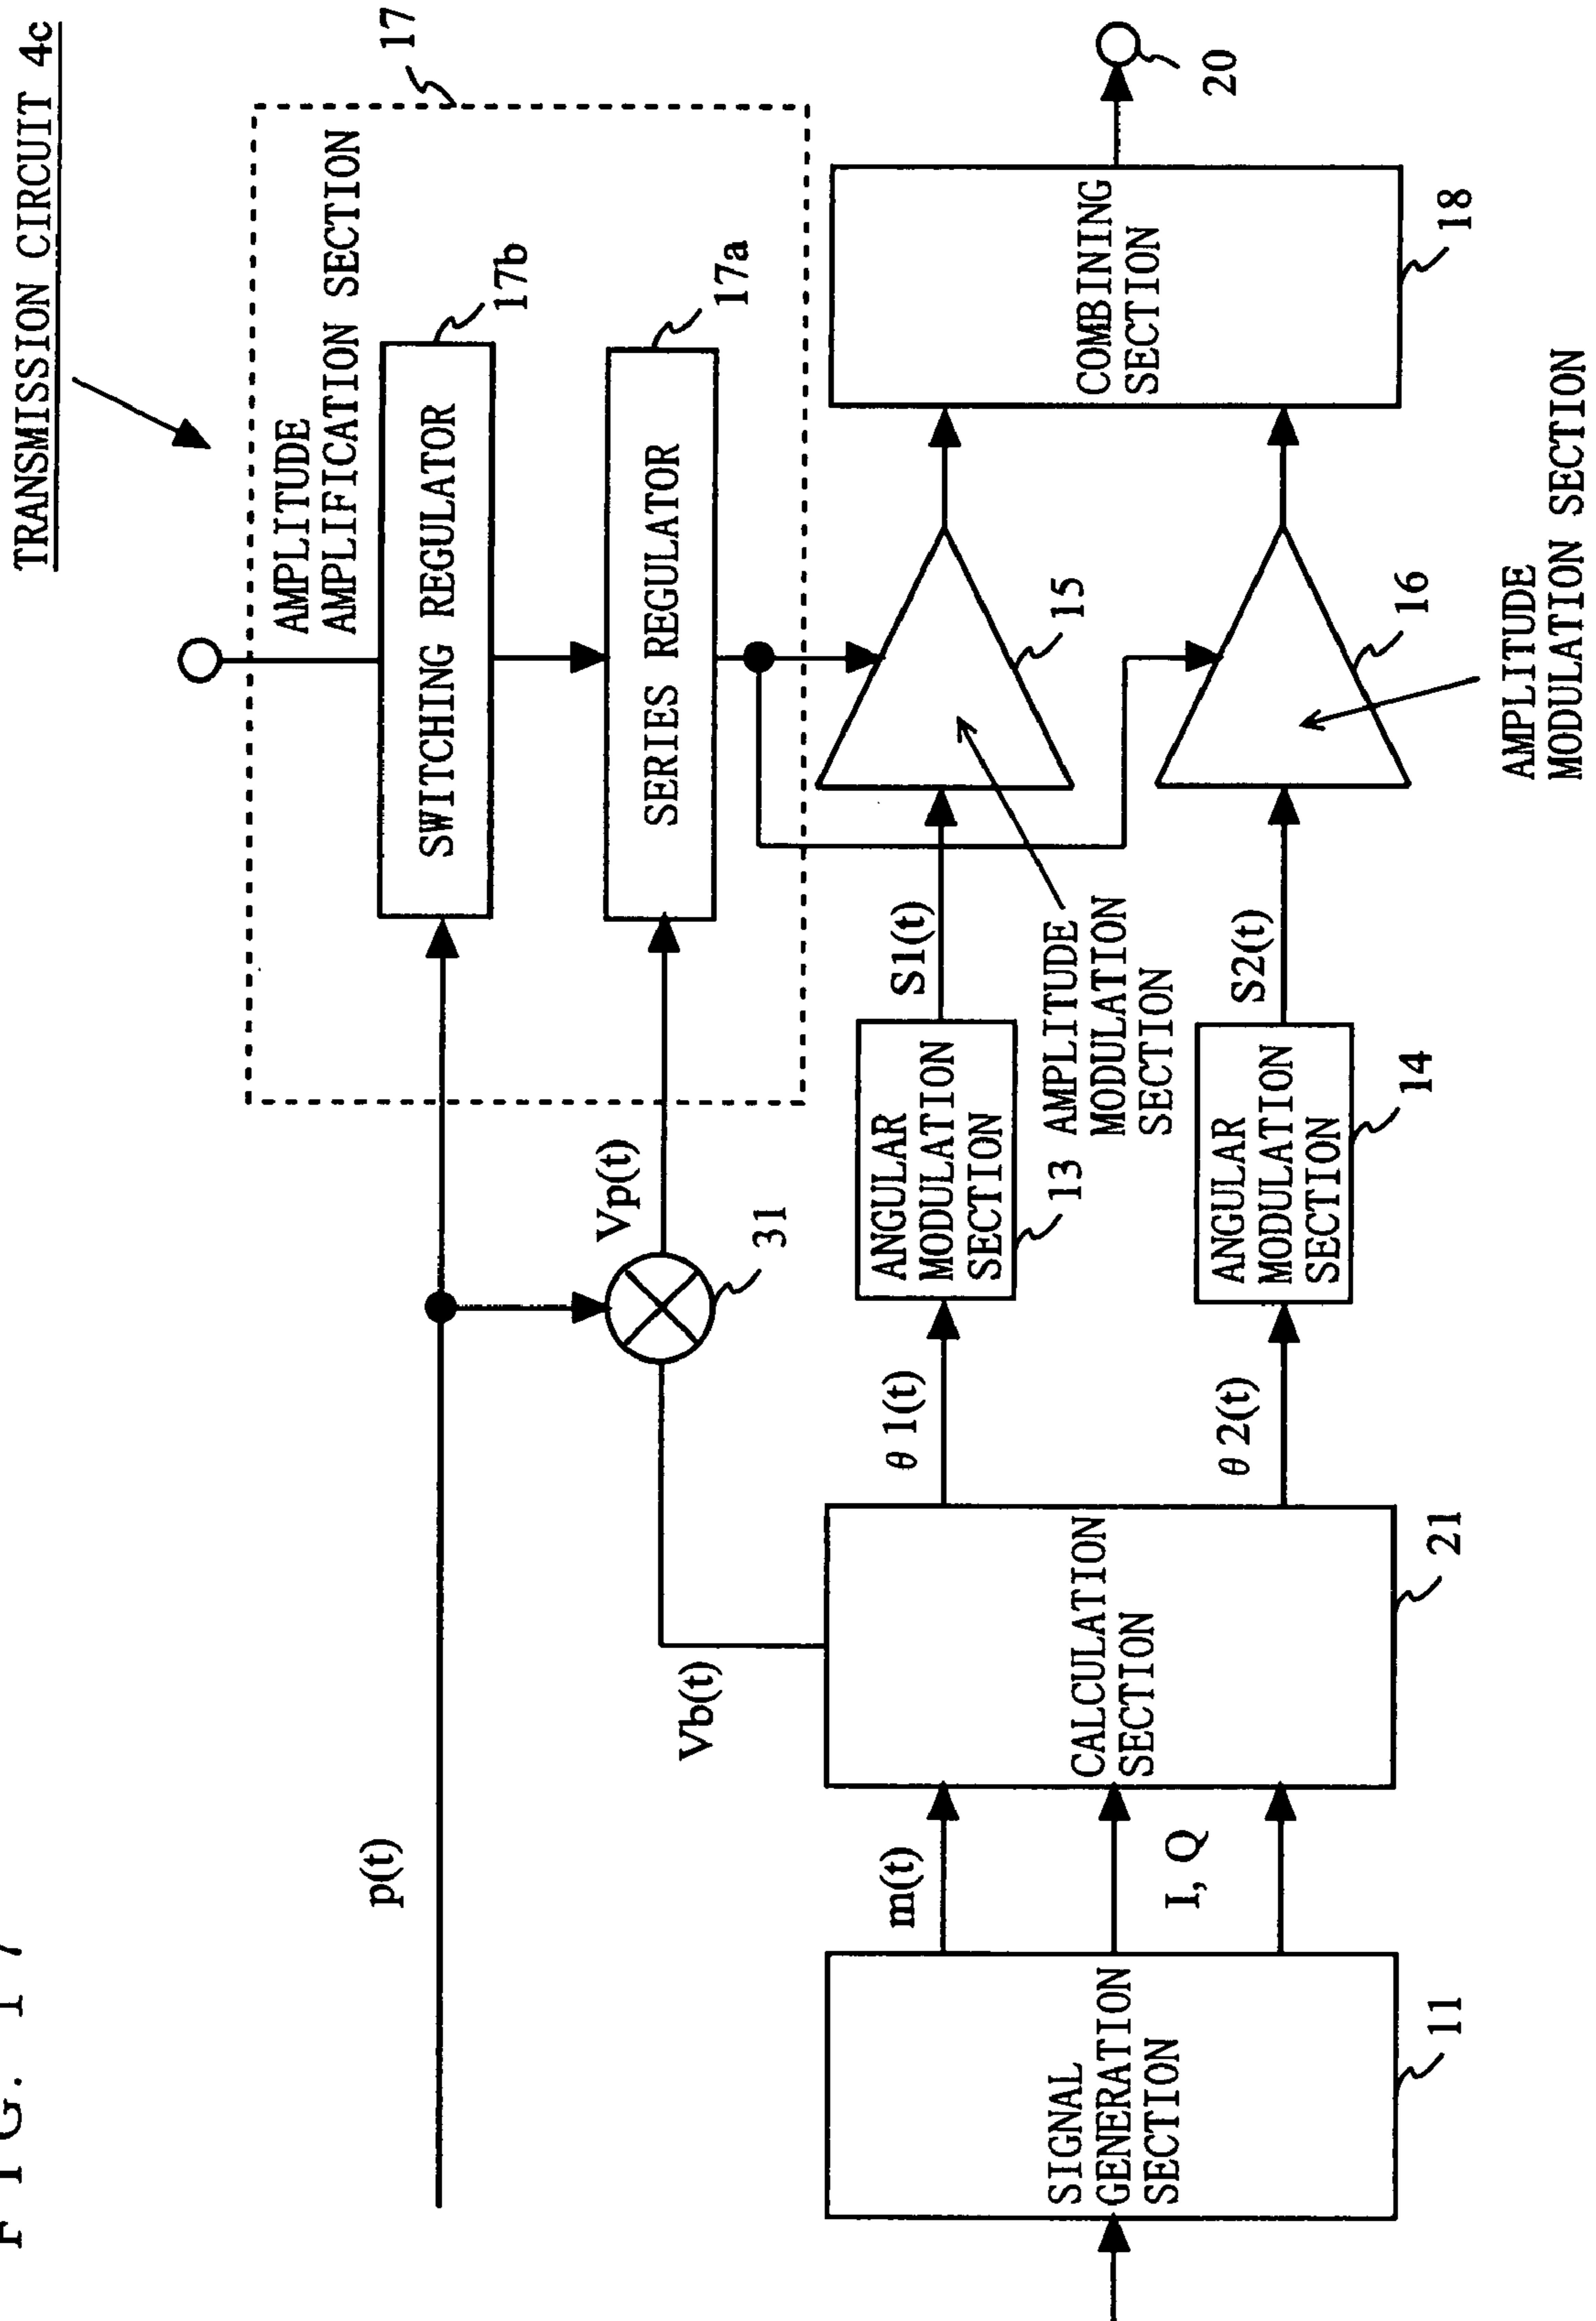 FIG. 17
TRANSMISSION CIRCUIT 4c
17
AMPLITUDE
AMPLIFICATION SECTION
SWITCHING REGULATOR
17b
SERIES REGULATOR
17a
p(t)
Vp(t)
31
Vb(t)
SIGNAL
GENERATION
SECTION
11
m(t)
I, Q
CALCULATION
SECTION
21
θ1(t)
θ2(t)
ANGULAR
MODULATION
SECTION
13
ANGULAR
MODULATION
SECTION
14
S1(t)
S2(t)
AMPLITUDE
MODULATION
SECTION
15
AMPLITUDE
MODULATION SECTION
16
COMBINING
SECTION
18
20